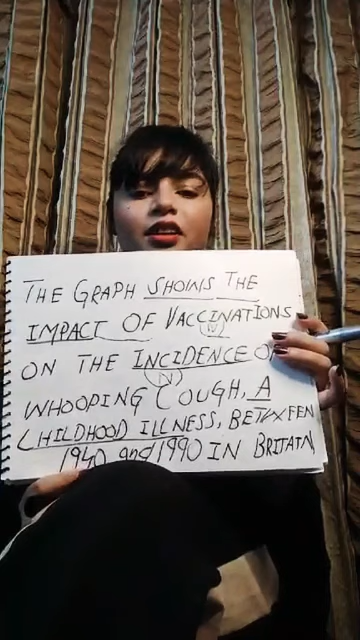 THE GRAPH SHOWS THE
IMPACT OF VACCINATIONS
(N)
ON THE INCIDENCE OF
(N)
WHOOPING COUGH, A
CHILDHOOD ILLNESS, BETWEEN
1940 and 1990 IN BRITAIN,